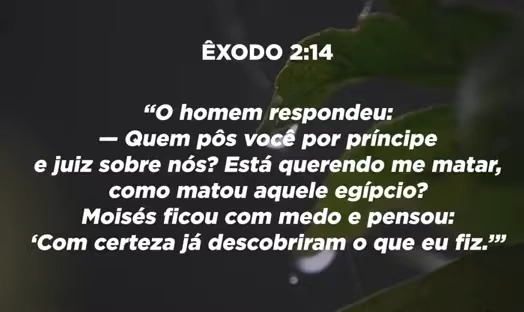 ÊXODO 2:14
“O homem respondeu:
— Quem pôs você por príncipe
e juiz sobre nós? Está querendo me matar,
como matou aquele egípcio?
Moisés ficou com medo e pensou:
‘Com certeza já descobriram o que eu fiz.’”